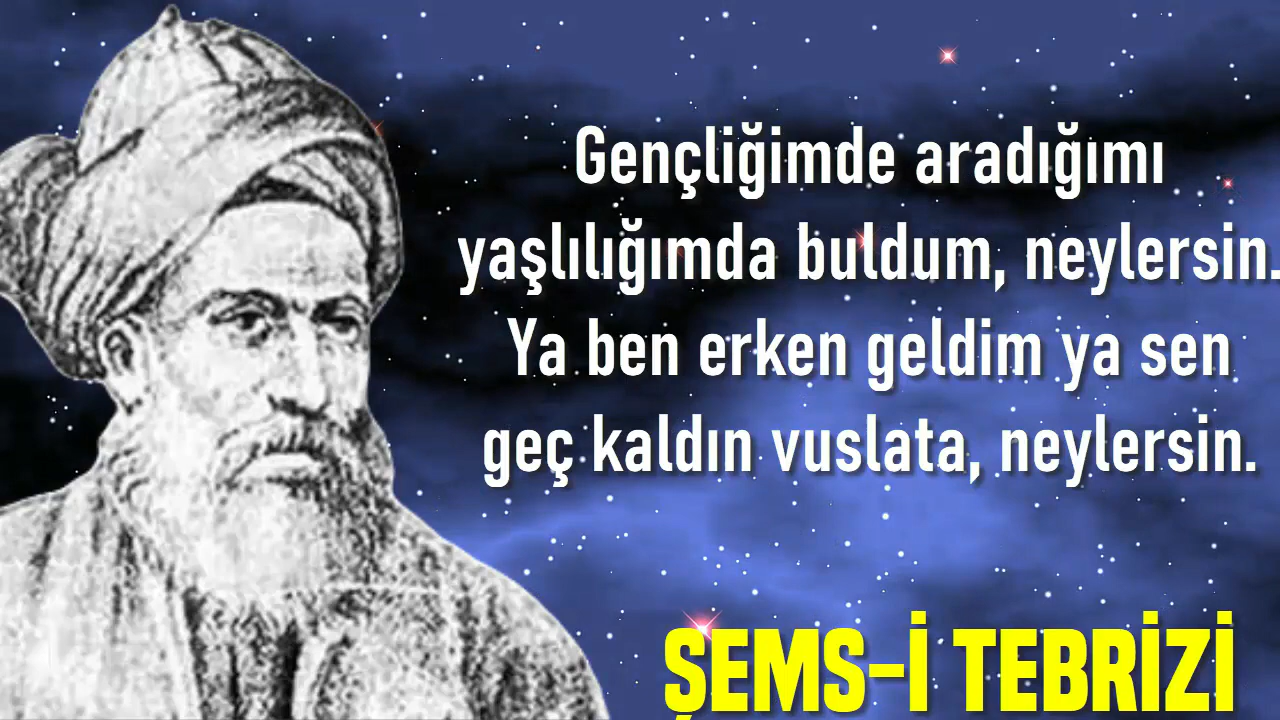 Gençliğimde aradığımı
yaşlılığımda buldum, neylersin.
Ya ben erken geldim ya sen
geç kaldın vuslata, neylersin.
ŞEMS-İ TEBRİZİ